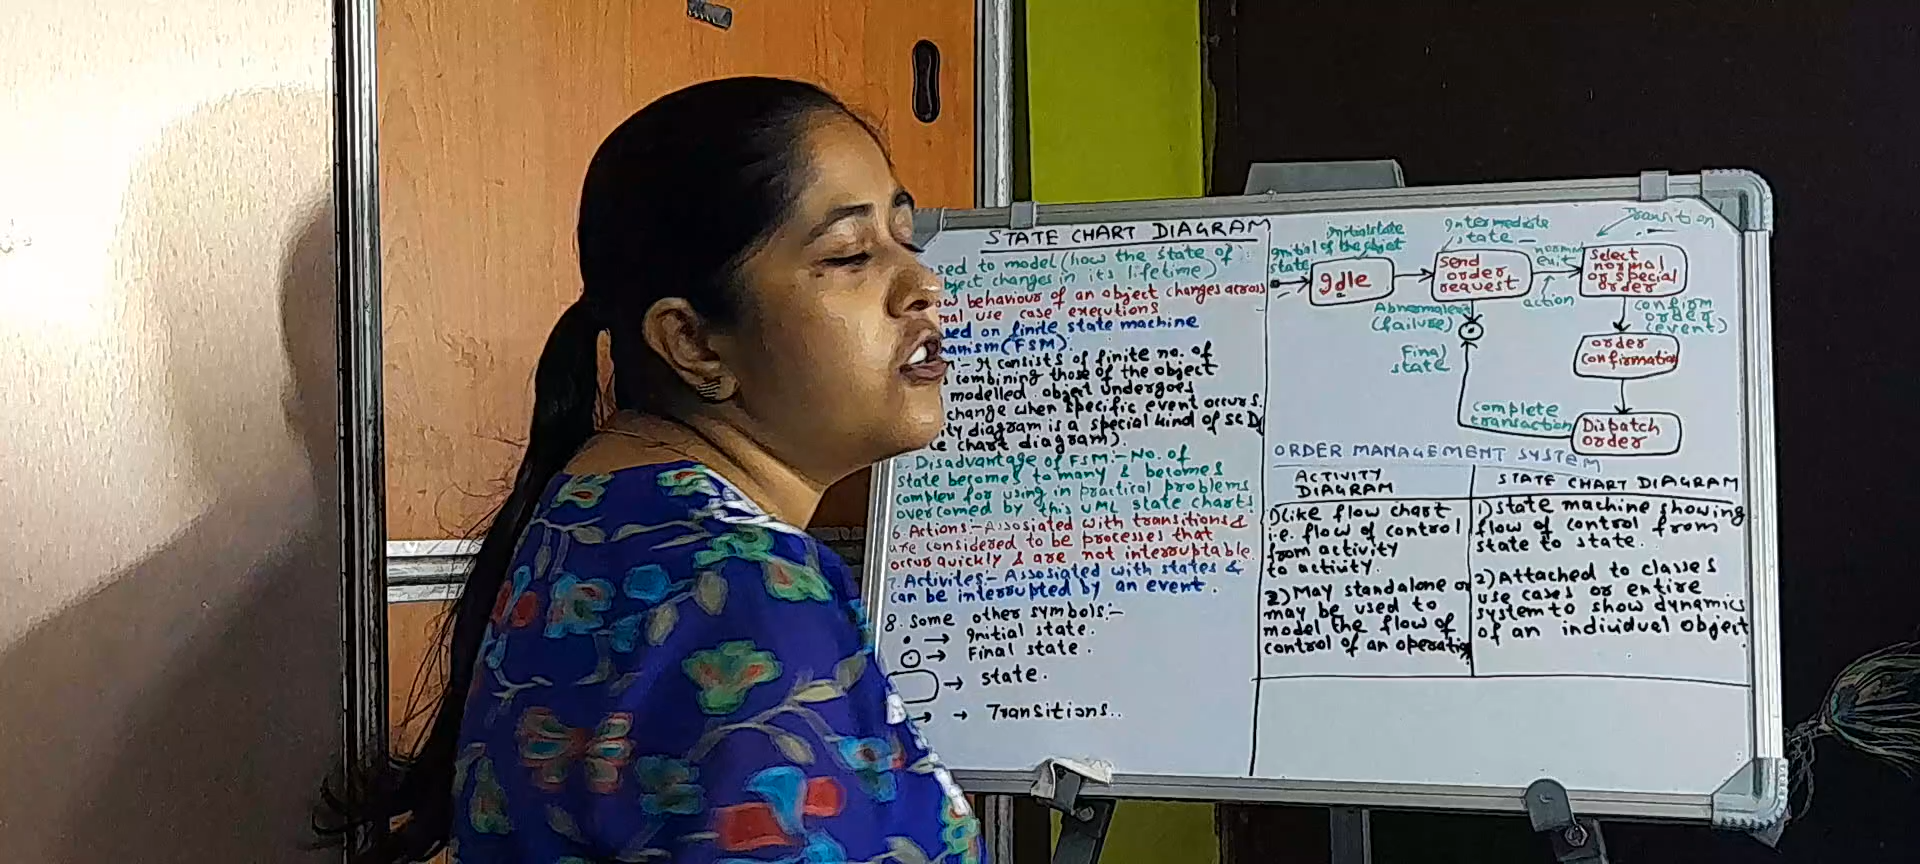 STATE CHART DIAGRAM
sed to model (how the state of
bject changes in its lifetime)
ow behaviour of an object changes across
ral use case executions
sed on finite state machine
hanism (FSM)
m:- It consists of finite no. of
s combining those of the object
modelled. object undergoes
change when specific event occurs.
ity diagram is a special kind of SCD
te chart diagram).
Disadvantage of FSM:- No. of
state becomes to many & becomes
complex for using in practical problems
overcomed by this UML state charts
6. Actions:- Assosiated with transitions &
are considered to be processes that
occur quickly & are not interruptable.
7. Activites:- Assosiated with states &
can be interrupted by an event.
8. Some other symbols:-
→ Initial state.
→ Final state.
→ state.
→ Transitions..
Initial
state
initial state
of the object
Idle
Intermediate
state
Send
order
request
normal
exit
action
Transition
Select
normal
or special
order
Abnormal exit
(failure)
Final
state
confirm
order
(event)
order
confirmation
complete
transaction
Dispatch
order
ORDER MANAGEMENT SYSTEM
ACTIVITY
DIAGRAM
1) Like flow chart
i.e. flow of control
from activity
to activity.
2) May standalone or
may be used to
model the flow of
control of an operation
STATE CHART DIAGRAM
1) state machine showing
flow of control from
state to state.
2) Attached to classes
use cases or entire
system to show dynamics
of an individual object